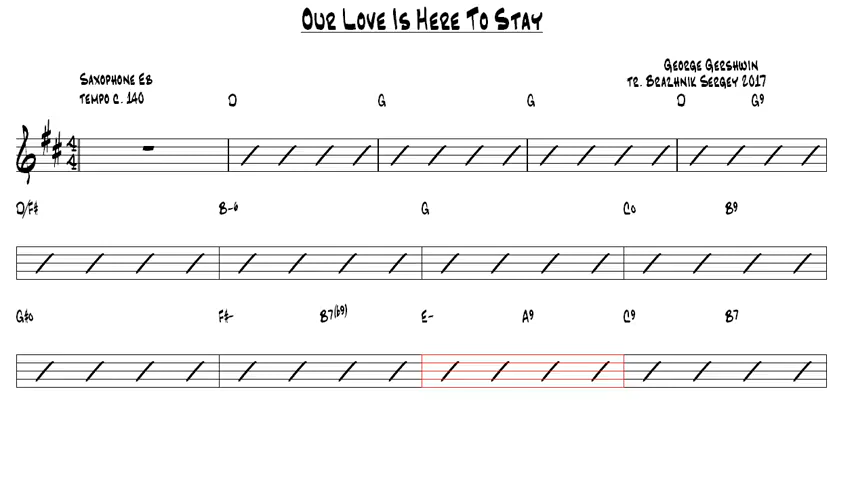 Our Love Is Here To Stay
George Gershwin
Saxophone Eb
tr. Brazhnik Sergey 2017
tempo c. 140
D G G D G9
D/F# B-6 G Co B9
G#o F#- B7(b9) E- A9 C9 B7